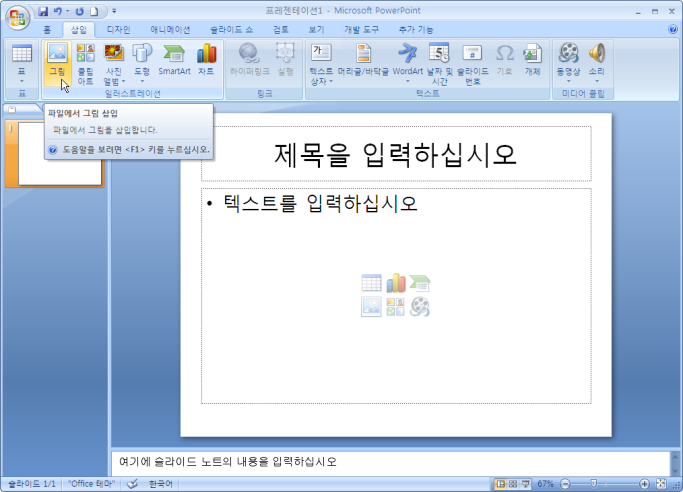 프레젠테이션1 - Microsoft PowerPoint
홈 삽입 디자인 애니메이션 슬라이드 쇼 검토 보기 개발 도구 추가 기능
표 그림 클립 아트 사진 앨범 도형 SmartArt 차트 하이퍼링크 실행 텍스트 상자 머리글/바닥글 WordArt 날짜 및 시간 슬라이드 번호 기호 개체 동영상 소리
표 일러스트레이션 링크 텍스트 미디어 클립
파일에서 그림 삽입
파일에서 그림을 삽입합니다.
도움말을 보려면 <F1> 키를 누르십시오.
1
제목을 입력하십시오
• 텍스트를 입력하십시오
여기에 슬라이드 노트의 내용을 입력하십시오
슬라이드 1/1 "Office 테마" 한국어 67%